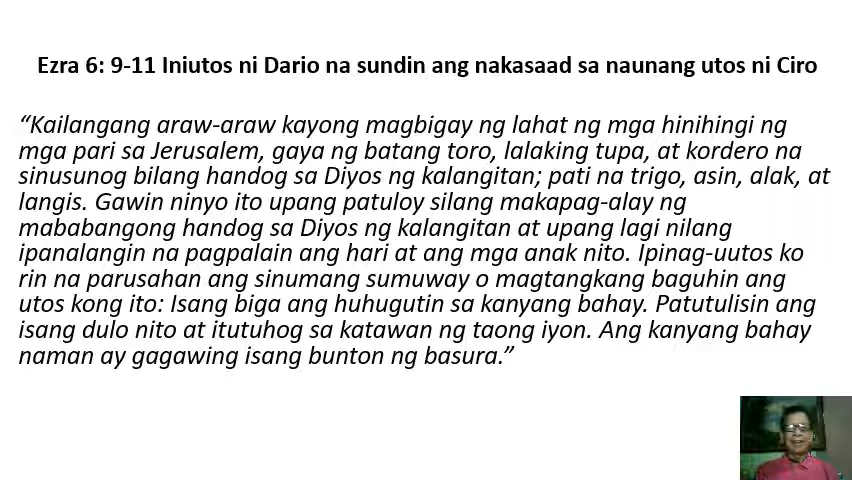 Ezra 6: 9-11 Iniutos ni Dario na sundin ang nakasaad sa naunang utos ni Ciro
“Kailangang araw-araw kayong magbigay ng lahat ng mga hinihingi ng
mga pari sa Jerusalem, gaya ng batang toro, lalaking tupa, at kordero na
sinusunog bilang handog sa Diyos ng kalangitan; pati na trigo, asin, alak, at
langis. Gawin ninyo ito upang patuloy silang makapag-alay ng
mababangong handog sa Diyos ng kalangitan at upang lagi nilang
ipanalangin na pagpalain ang hari at ang mga anak nito. Ipinag-uutos ko
rin na parusahan ang sinumang sumuway o magtangkang baguhin ang
utos kong ito: Isang biga ang huhugutin sa kanyang bahay. Patutulisin ang
isang dulo nito at itutuhog sa katawan ng taong iyon. Ang kanyang bahay
naman ay gagawing isang bunton ng basura.”